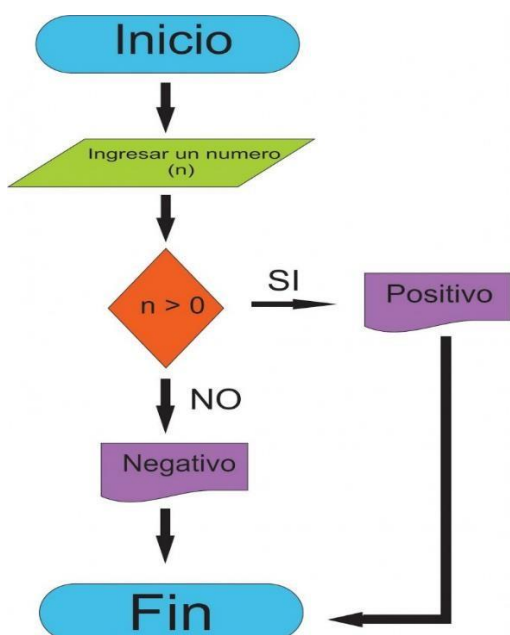 Inicio
Ingresar un numero
(n)
n > 0
SI
Positivo
NO
Negativo
Fin